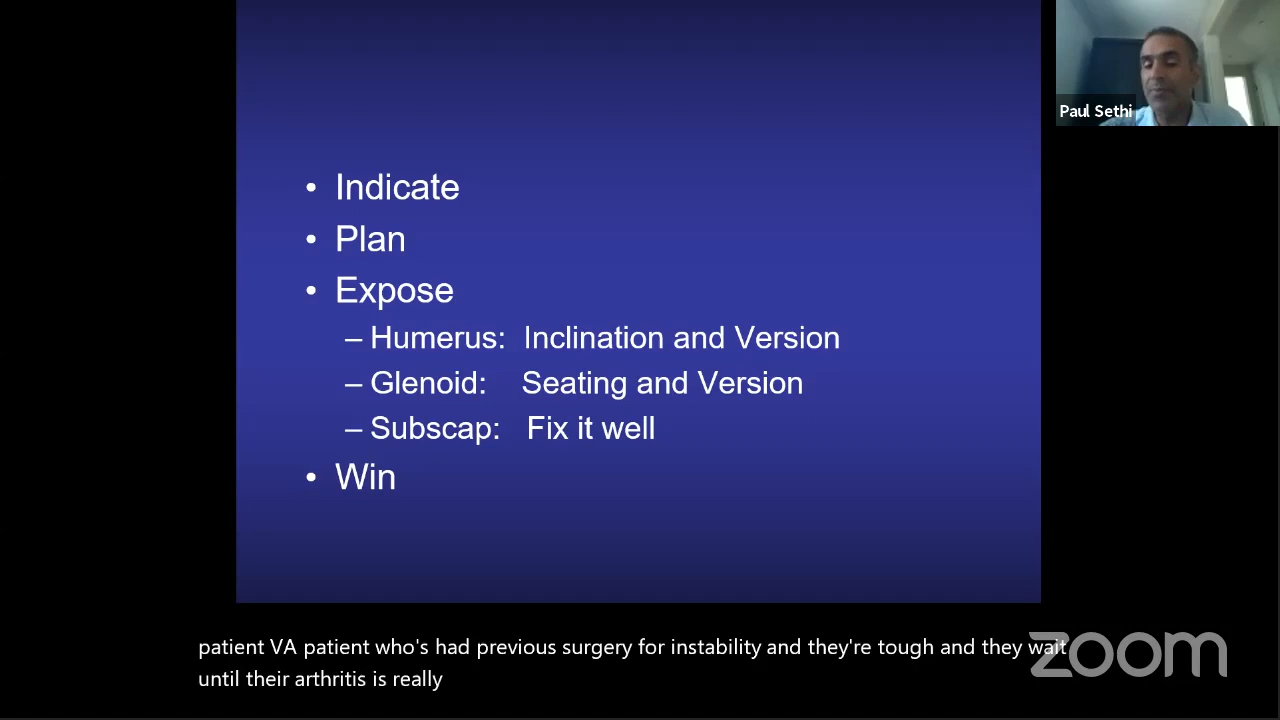 Paul Sethi
• Indicate
• Plan
• Expose
– Humerus: Inclination and Version
– Glenoid: Seating and Version
– Subscap: Fix it well
• Win
patient VA patient who's had previous surgery for instability and they're tough and they wait
until their arthritis is really
zoom